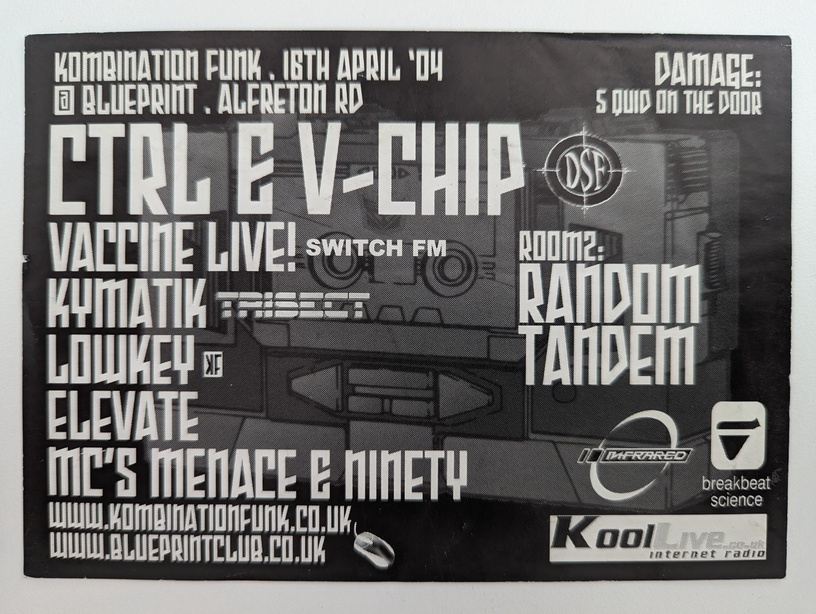 KOMBINATION FUNK . 16TH APRIL '04
@ BLUEPRINT . ALFRETON RD
DAMAGE:
5 QUID ON THE DOOR
CTRL & V-CHIP
DSF
VACCINE LIVE! SWITCH FM
KYMATIK TRISECT
LOWKEY KF
ELEVATE
MC'S MENACE & NINETY
WWW.KOMBINATIONFUNK.CO.UK
WWW.BLUEPRINTCLUB.CO.UK
ROOM2:
RANDOM
TANDEM
INFRARED
breakbeat
science
KoolLive.co.uk
internet radio